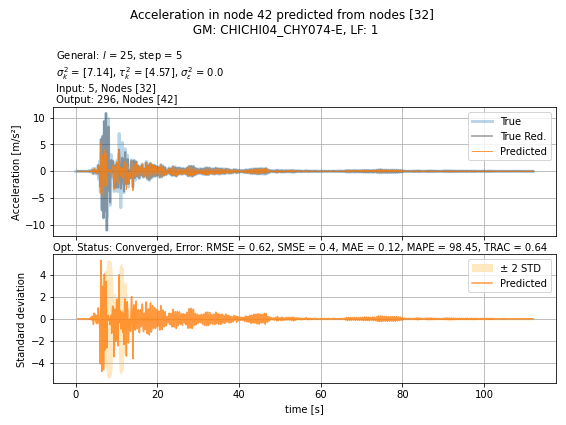 Acceleration in node 42 predicted from nodes [32]
GM: CHICHI04_CHY074-E, LF: 1
General: l = 25, step = 5
σ²ₖ = [7.14], τ²ₖ = [4.57], σ²ε = 0.0
Input: 5, Nodes [32]
Output: 296, Nodes [42]
Acceleration [m/s²]
10
5
0
−5
−10
True
True Red.
Predicted
Opt. Status: Converged, Error: RMSE = 0.62, SMSE = 0.4, MAE = 0.12, MAPE = 98.45, TRAC = 0.64
Standard deviation
4
2
0
−2
−4
± 2 STD
Predicted
0 20 40 60 80 100
time [s]